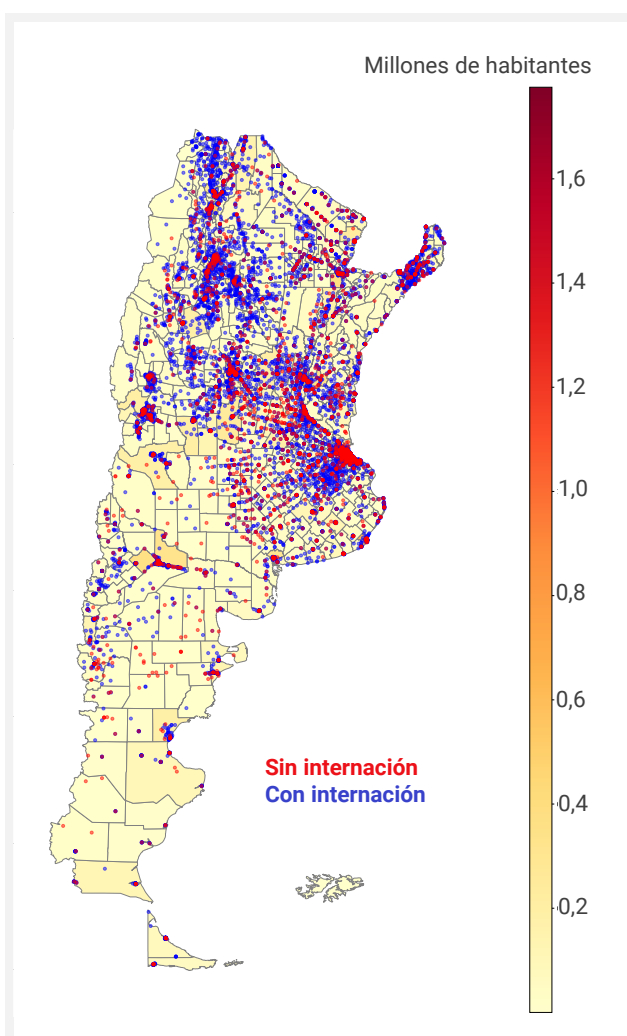 Millones de habitantes
1,6
1,4
1,2
1,0
0,8
0,6
0,4
0,2
Sin internación
Con internación